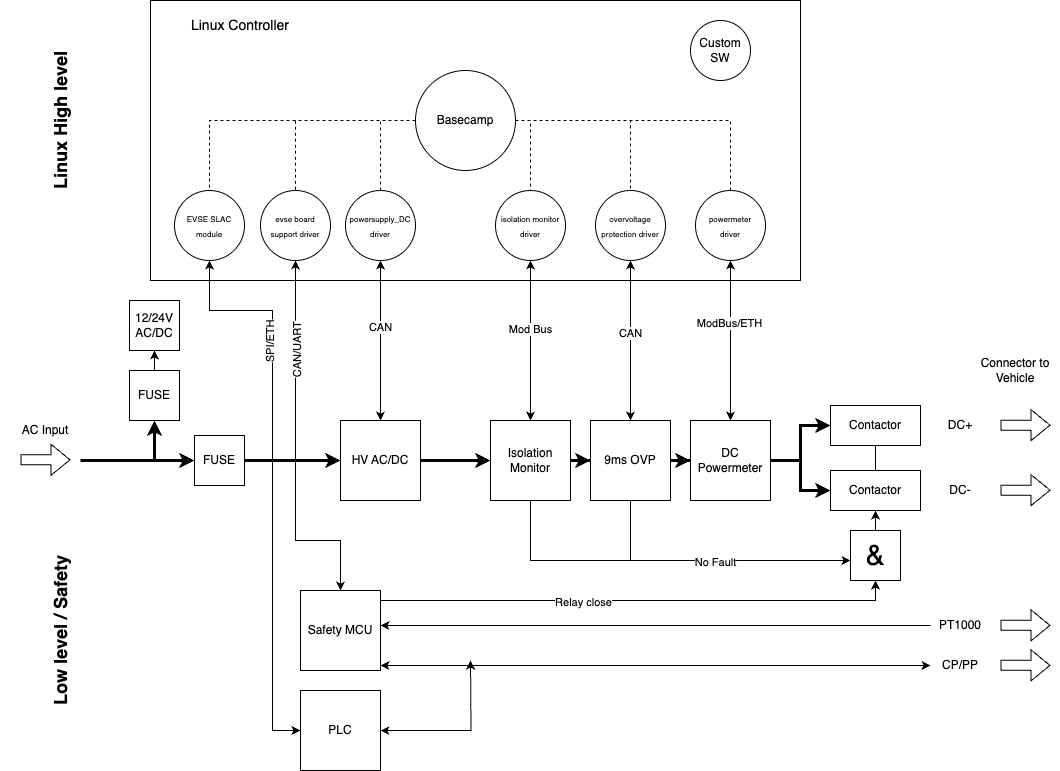 Linux High level
Linux Controller
Custom
SW
Basecamp
EVSE SLAC
module
evse board
support driver
powersupply_DC
driver
isolation monitor
driver
overvoltage
protection driver
powermeter
driver
12/24V
AC/DC
SPI/ETH
CAN/UART
CAN
Mod Bus
CAN
ModBus/ETH
FUSE
Connector to
Vehicle
AC Input
FUSE
HV AC/DC
Isolation
Monitor
9ms OVP
DC
Powermeter
Contactor
DC+
Contactor
DC-
Low level / Safety
No Fault
&
Relay close
Safety MCU
PT1000
CP/PP
PLC